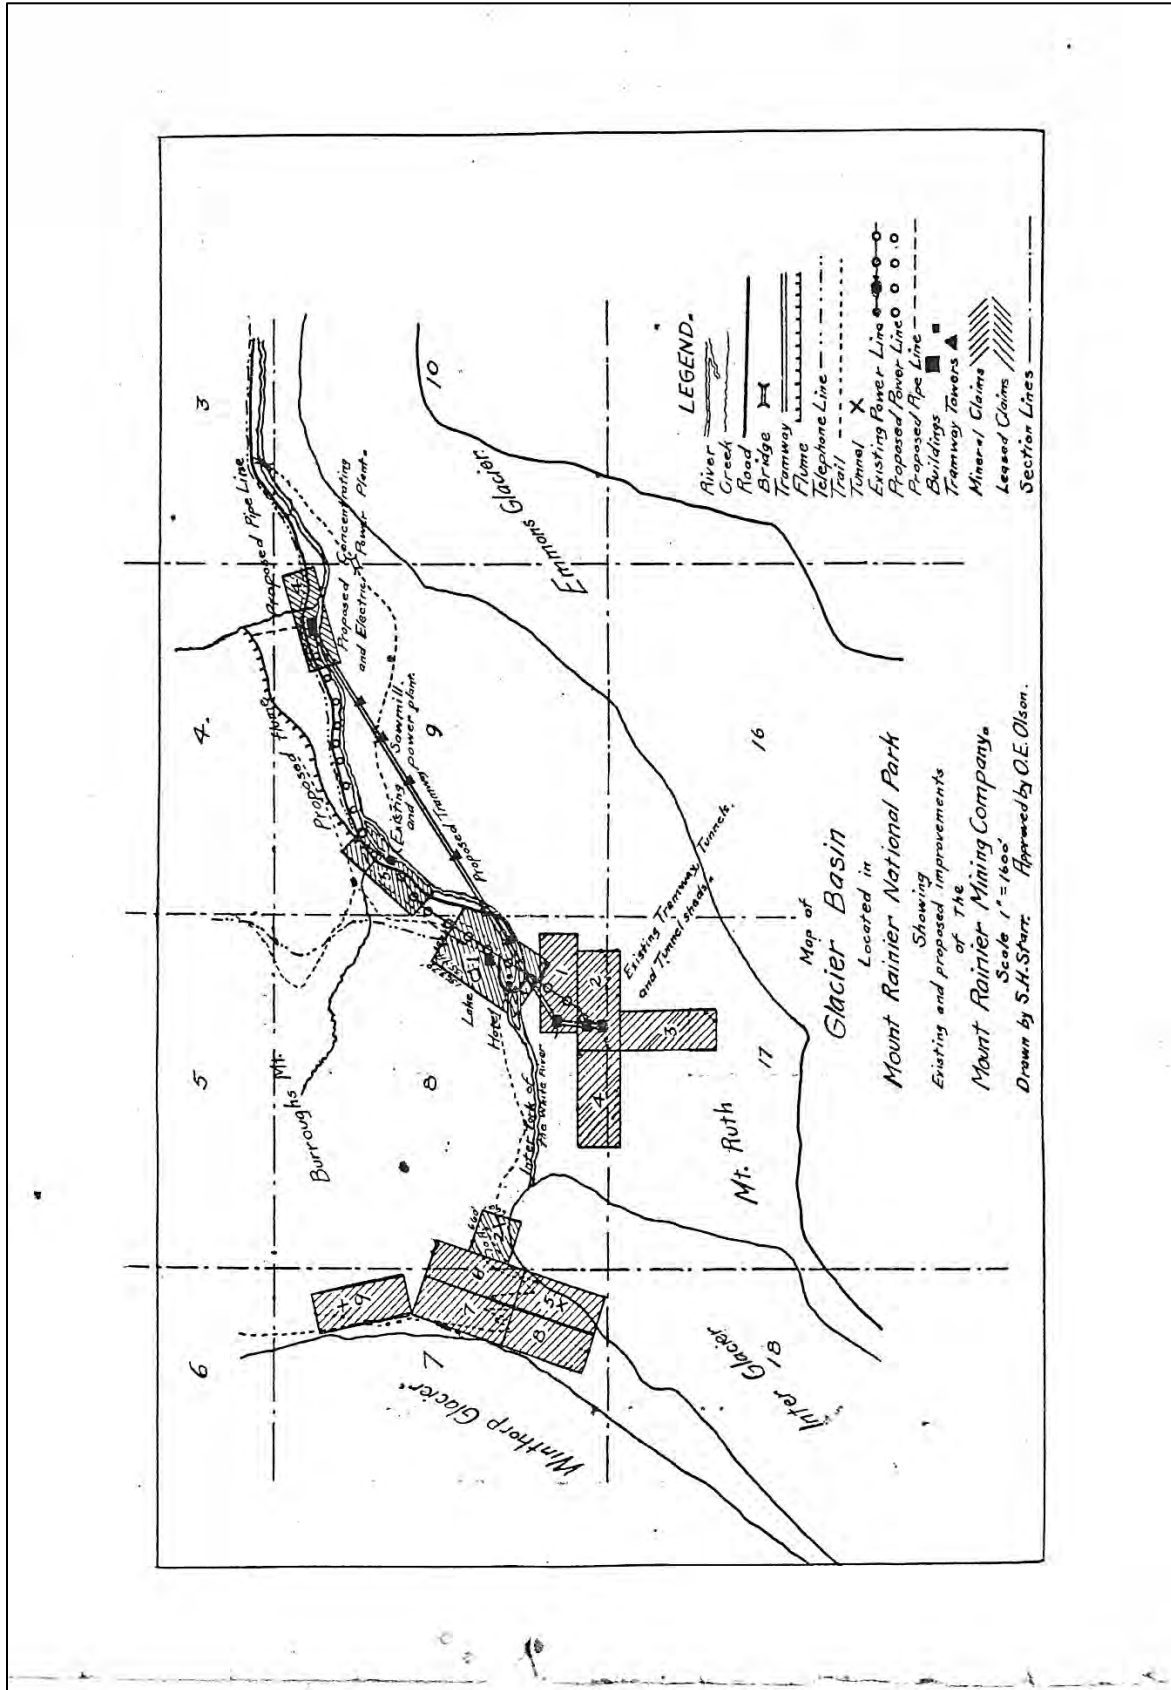 3
4.
5
6
Proposed Pipe Line
Proposed Concentrating
and Electric Power Plant.
4
Proposed flume
Existing Sawmill.
and power plant.
9
Proposed Tramway
5
Mt.
Burroughs
8
Lake
Hotel
1
Inter Fork of
The White River
1
2
3
4
Existing Tramway, Tunnels,
and Tunnel sheds.
10
Emmons Glacier.
16
17
Mt. Ruth
660'
2
6
7
5
8
9
7
Winthrop Glacier
Inter Glacier
18
LEGEND.
River
Creek
Road
Bridge
Tramway
Flume
Telephone Line
Trail
Tunnel X
Existing Power Line
Proposed Power Line
Proposed Pipe Line
Buildings
Tramway Towers
Mineral Claims
Leased Claims
Section Lines
Map of
Glacier Basin
Located in
Mount Rainier National Park
Showing
Existing and proposed improvements
of The
Mount Rainier Mining Company.
Scale 1" = 1600'
Drawn by S.H. Starr. Approved by O.E. Olson.